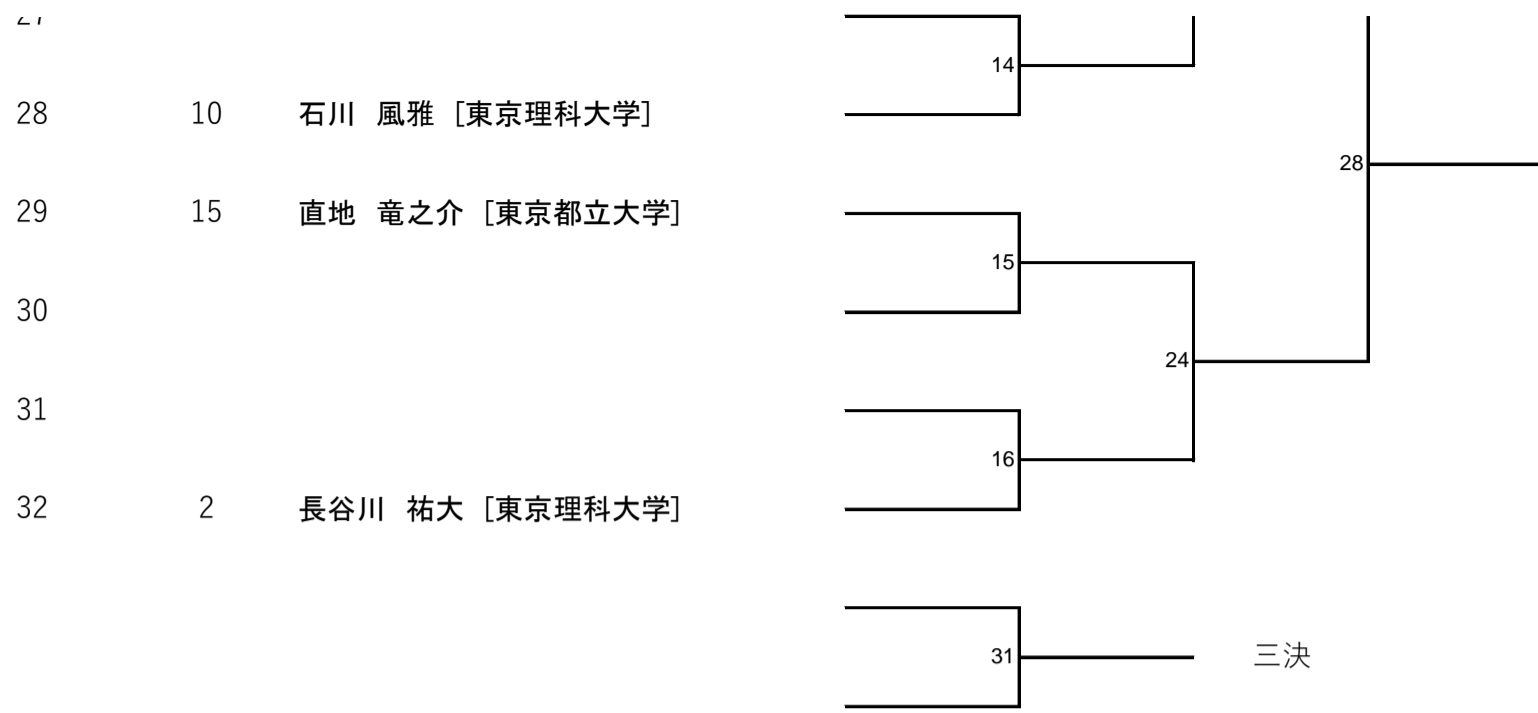 14
28 10 石川 風雅 [東京理科大学]
28
29 15 直地 竜之介 [東京都立大学]
15
30
24
31
16
32 2 長谷川 祐大 [東京理科大学]
31 三決